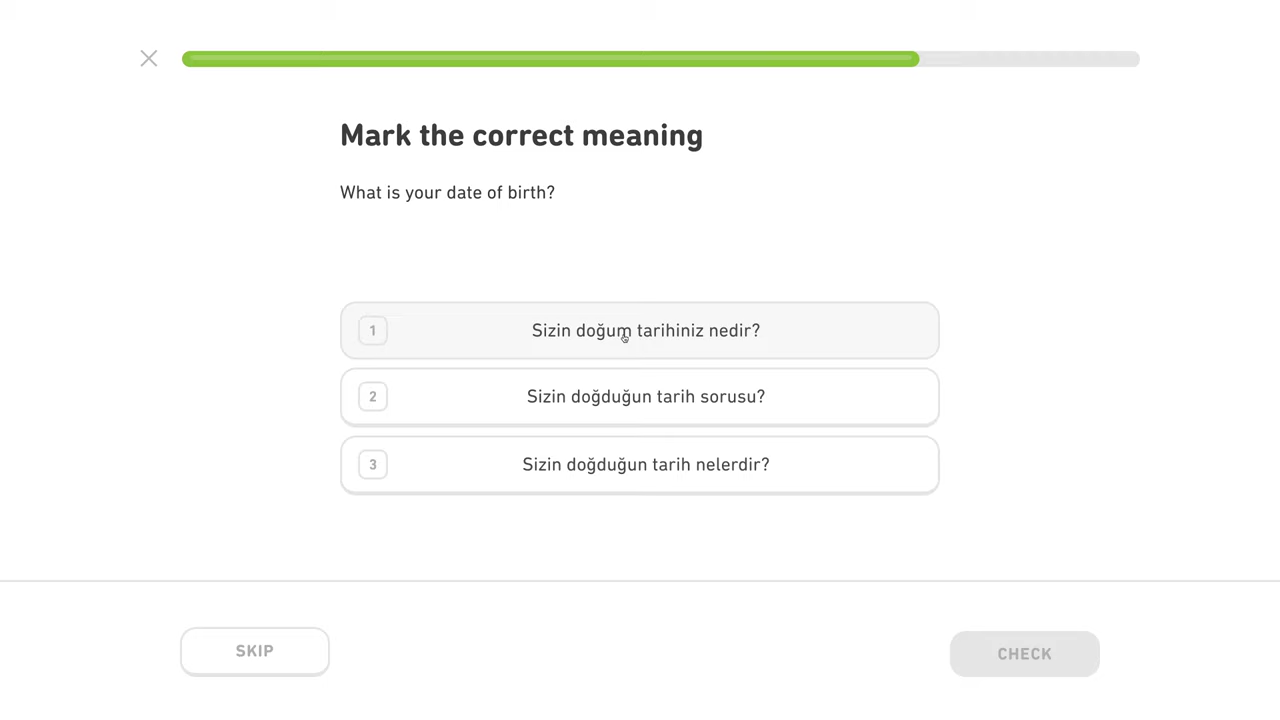 Mark the correct meaning
What is your date of birth?
1 Sizin doğum tarihiniz nedir?
2 Sizin doğduğun tarih sorusu?
3 Sizin doğduğun tarih nelerdir?
SKIP
CHECK